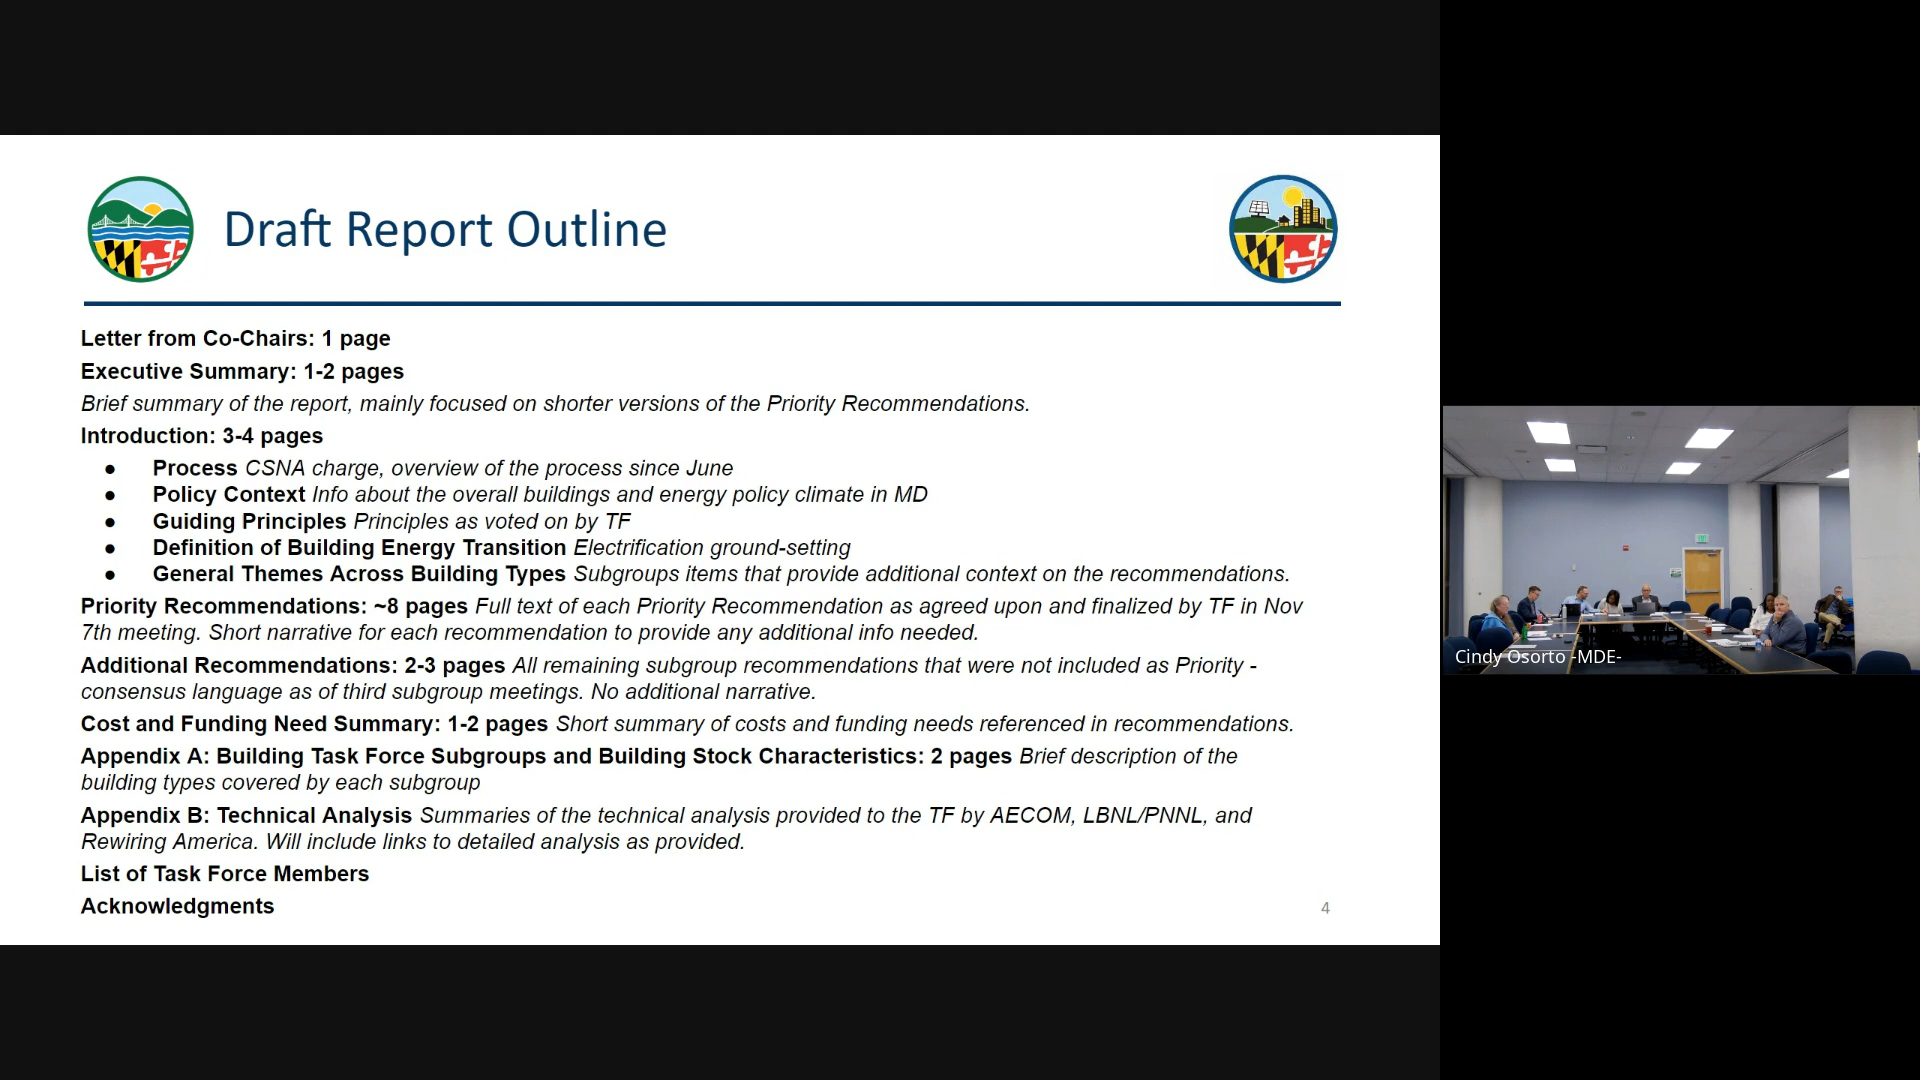 Draft Report Outline
Letter from Co-Chairs: 1 page
Executive Summary: 1-2 pages
Brief summary of the report, mainly focused on shorter versions of the Priority Recommendations.
Introduction: 3-4 pages
● Process CSNA charge, overview of the process since June
● Policy Context Info about the overall buildings and energy policy climate in MD
● Guiding Principles Principles as voted on by TF
● Definition of Building Energy Transition Electrification ground-setting
● General Themes Across Building Types Subgroups items that provide additional context on the recommendations.
Priority Recommendations: ~8 pages Full text of each Priority Recommendation as agreed upon and finalized by TF in Nov
7th meeting. Short narrative for each recommendation to provide any additional info needed.
Additional Recommendations: 2-3 pages All remaining subgroup recommendations that were not included as Priority -
consensus language as of third subgroup meetings. No additional narrative.
Cost and Funding Need Summary: 1-2 pages Short summary of costs and funding needs referenced in recommendations.
Appendix A: Building Task Force Subgroups and Building Stock Characteristics: 2 pages Brief description of the
building types covered by each subgroup
Appendix B: Technical Analysis Summaries of the technical analysis provided to the TF by AECOM, LBNL/PNNL, and
Rewiring America. Will include links to detailed analysis as provided.
List of Task Force Members
Acknowledgments
4
Cindy Osorto -MDE-